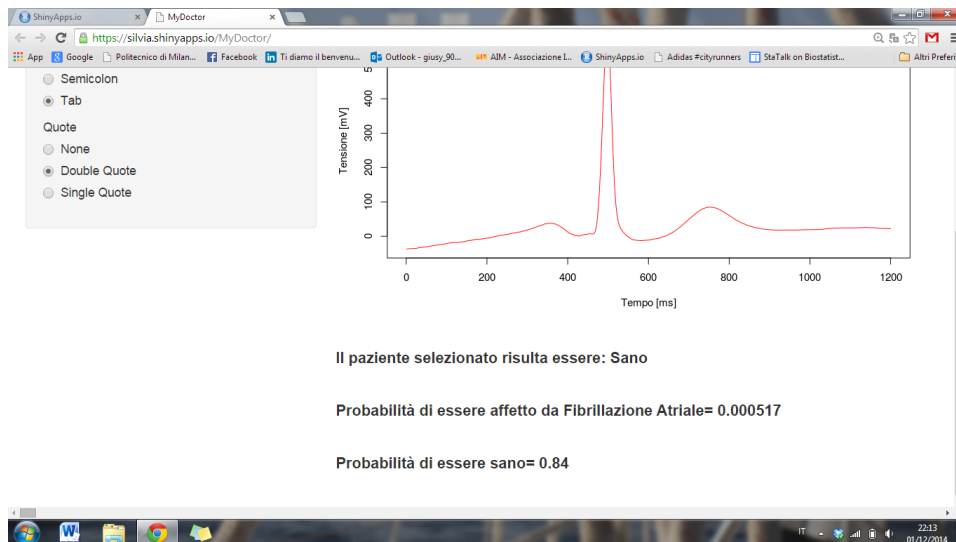 ShinyApps.io
MyDoctor
https://silvia.shinyapps.io/MyDoctor/
App Google Politecnico di Milan... Facebook Ti diamo il benvenu... Outlook - giusy_90... AIM - Associazione I... ShinyApps.io Adidas #cityrunners StaTalk on Biostatist... Altri Preferi
Semicolon
Tab
Quote
None
Double Quote
Single Quote
Tensione [mV]
400
300
200
100
0
0 200 400 600 800 1000 1200
Tempo [ms]
Il paziente selezionato risulta essere: Sano
Probabilità di essere affetto da Fibrillazione Atriale= 0.000517
Probabilità di essere sano= 0.84
IT
22:13
01/12/2014